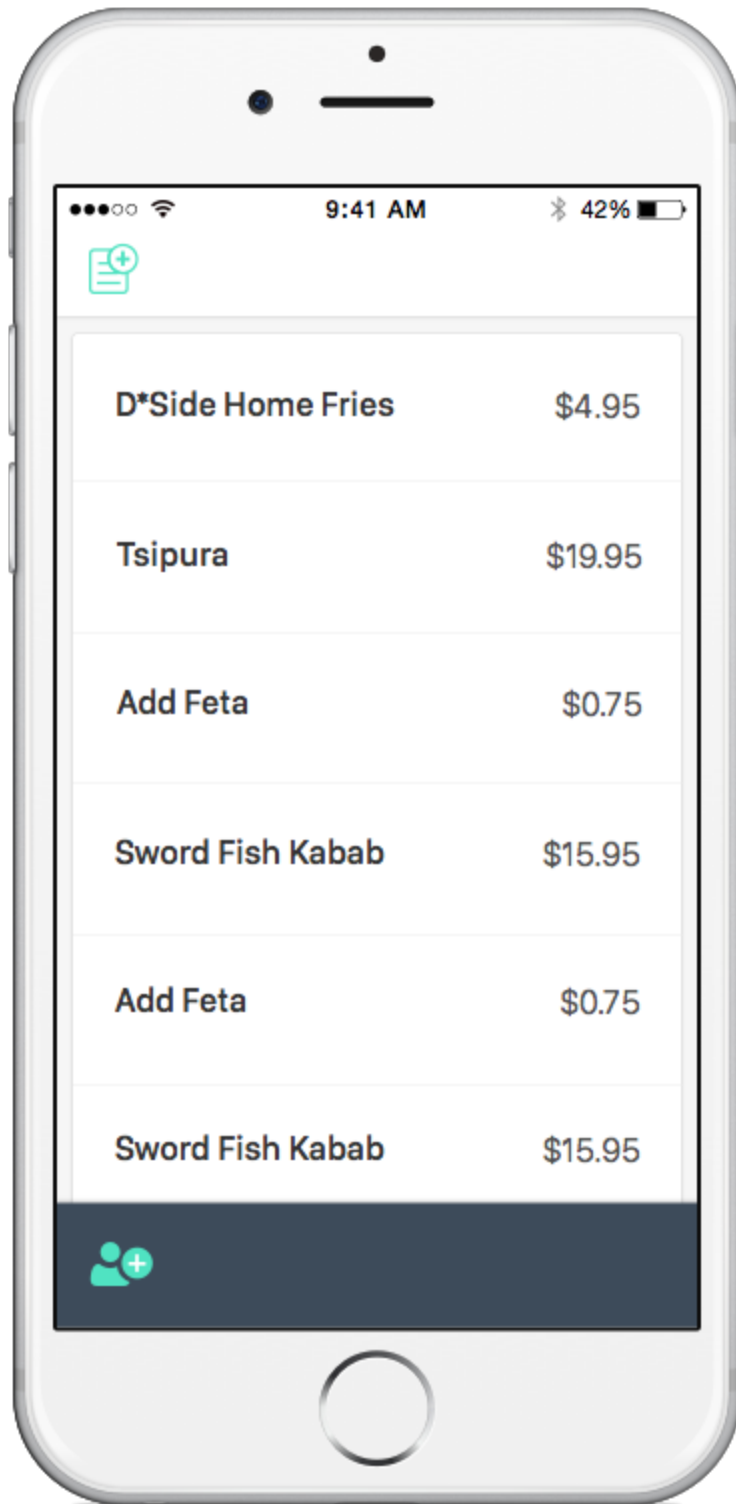 9:41 AM 42%
D*Side Home Fries $4.95
Tsipura $19.95
Add Feta $0.75
Sword Fish Kabab $15.95
Add Feta $0.75
Sword Fish Kabab $15.95